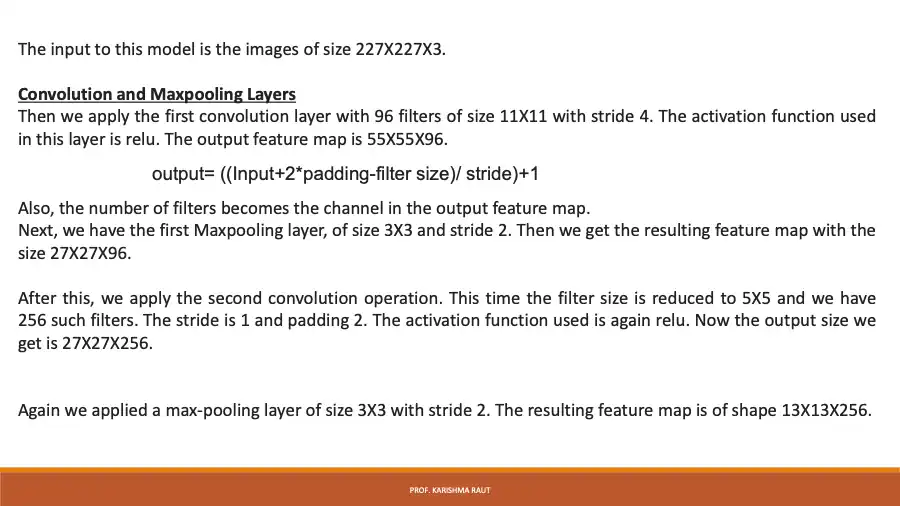 The input to this model is the images of size 227X227X3.
Convolution and Maxpooling Layers
Then we apply the first convolution layer with 96 filters of size 11X11 with stride 4. The activation function used
in this layer is relu. The output feature map is 55X55X96.
output= ((Input+2*padding-filter size)/ stride)+1
Also, the number of filters becomes the channel in the output feature map.
Next, we have the first Maxpooling layer, of size 3X3 and stride 2. Then we get the resulting feature map with the
size 27X27X96.
After this, we apply the second convolution operation. This time the filter size is reduced to 5X5 and we have
256 such filters. The stride is 1 and padding 2. The activation function used is again relu. Now the output size we
get is 27X27X256.
Again we applied a max-pooling layer of size 3X3 with stride 2. The resulting feature map is of shape 13X13X256.
PROF. KARISHMA RAUT